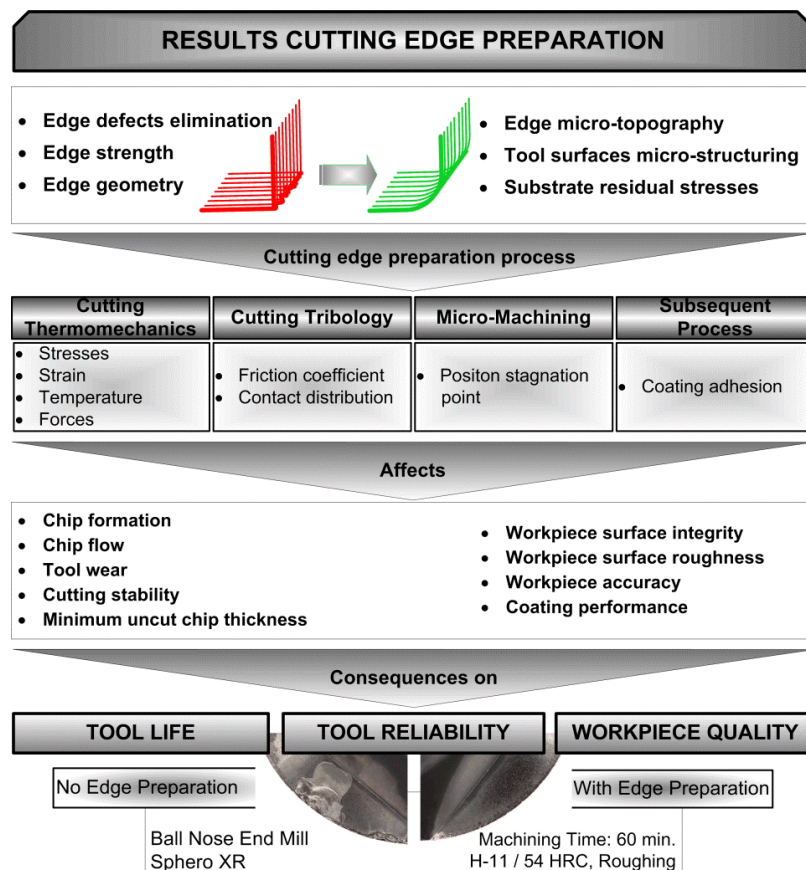 RESULTS CUTTING EDGE PREPARATION
• Edge defects elimination
• Edge strength
• Edge geometry
• Edge micro-topography
• Tool surfaces micro-structuring
• Substrate residual stresses
Cutting edge preparation process
Cutting
Thermomechanics
• Stresses
• Strain
• Temperature
• Forces
Cutting Tribology
• Friction coefficient
• Contact distribution
Micro-Machining
• Positon stagnation
point
Subsequent
Process
• Coating adhesion
Affects
• Chip formation
• Chip flow
• Tool wear
• Cutting stability
• Minimum uncut chip thickness
• Workpiece surface integrity
• Workpiece surface roughness
• Workpiece accuracy
• Coating performance
Consequences on
TOOL LIFE
TOOL RELIABILITY
WORKPIECE QUALITY
No Edge Preparation
With Edge Preparation
Ball Nose End Mill
Sphero XR
Machining Time: 60 min.
H-11 / 54 HRC, Roughing